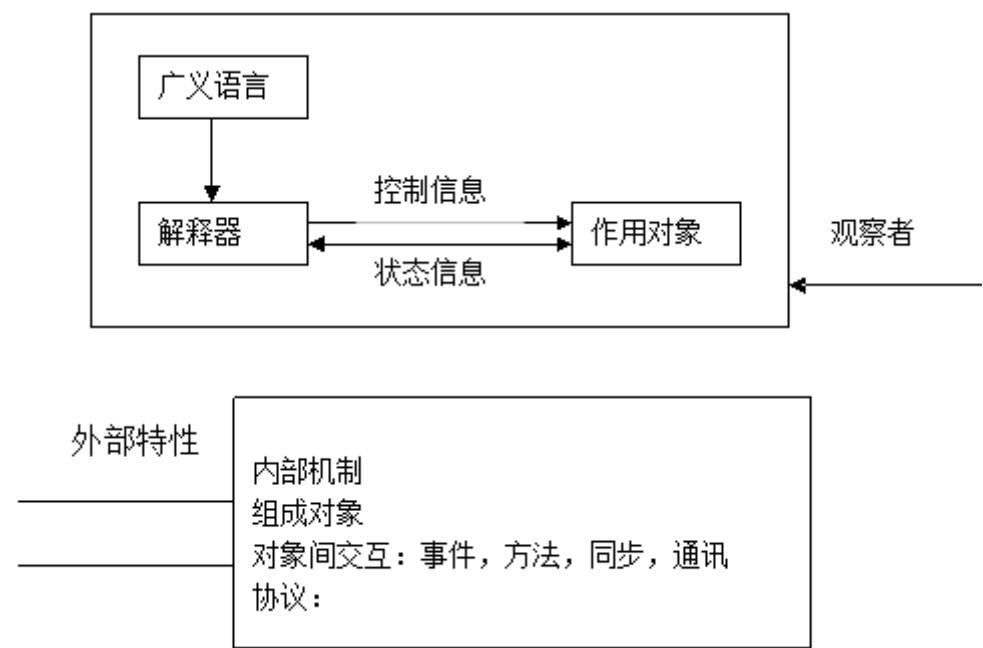 广义语言
控制信息
解释器
作用对象
观察者
状态信息
外部特性
内部机制
组成对象
对象间交互：事件，方法，同步，通讯
协议：